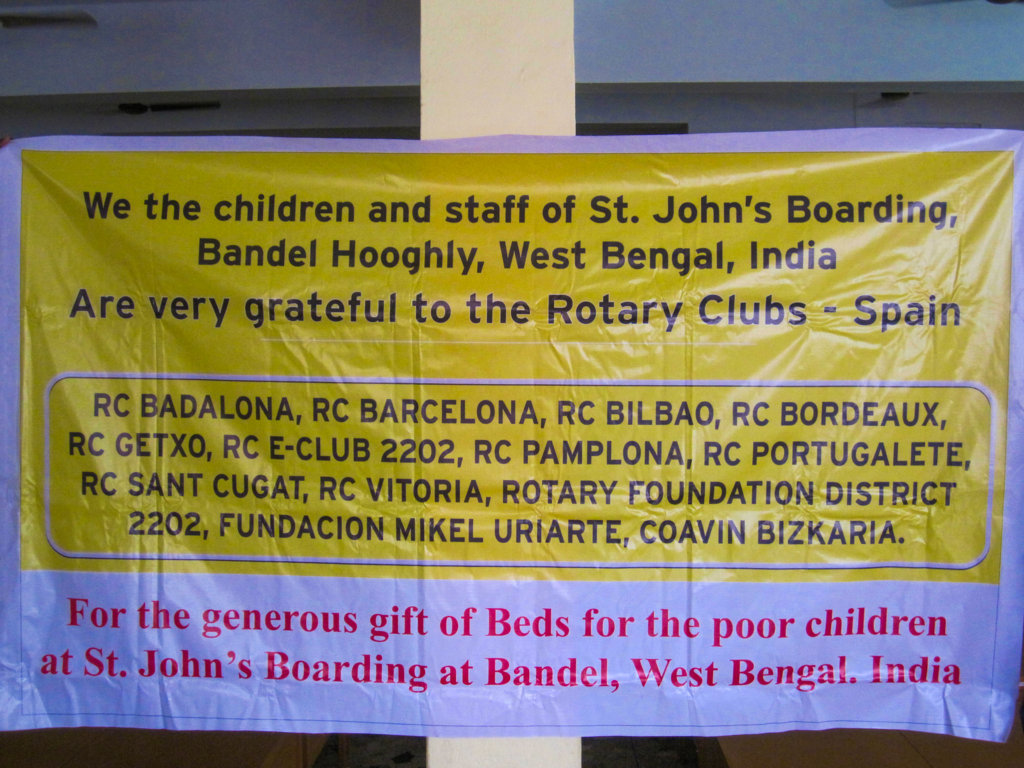 We the children and staff of St. John's Boarding,
Bandel Hooghly, West Bengal, India
Are very grateful to the Rotary Clubs - Spain
RC BADALONA, RC BARCELONA, RC BILBAO, RC BORDEAUX,
RC GETXO, RC E-CLUB 2202, RC PAMPLONA, RC PORTUGALETE,
RC SANT CUGAT, RC VITORIA, ROTARY FOUNDATION DISTRICT
2202, FUNDACION MIKEL URIARTE, COAVIN BIZKARIA.
For the generous gift of Beds for the poor children
at St. John's Boarding at Bandel, West Bengal. India